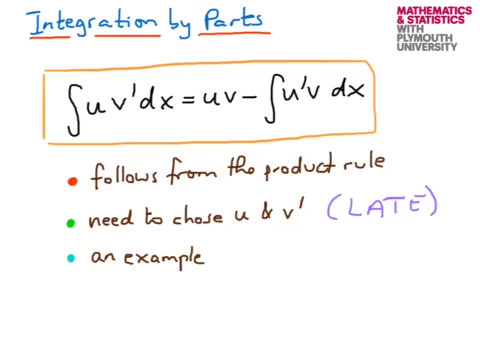 Integration by Parts
MATHEMATICS
& STATISTICS
WITH
PLYMOUTH
UNIVERSITY
∫ u v' dx = uv - ∫ u'v dx
• follows from the product rule
• need to chose u & v' (LATE)
• an example